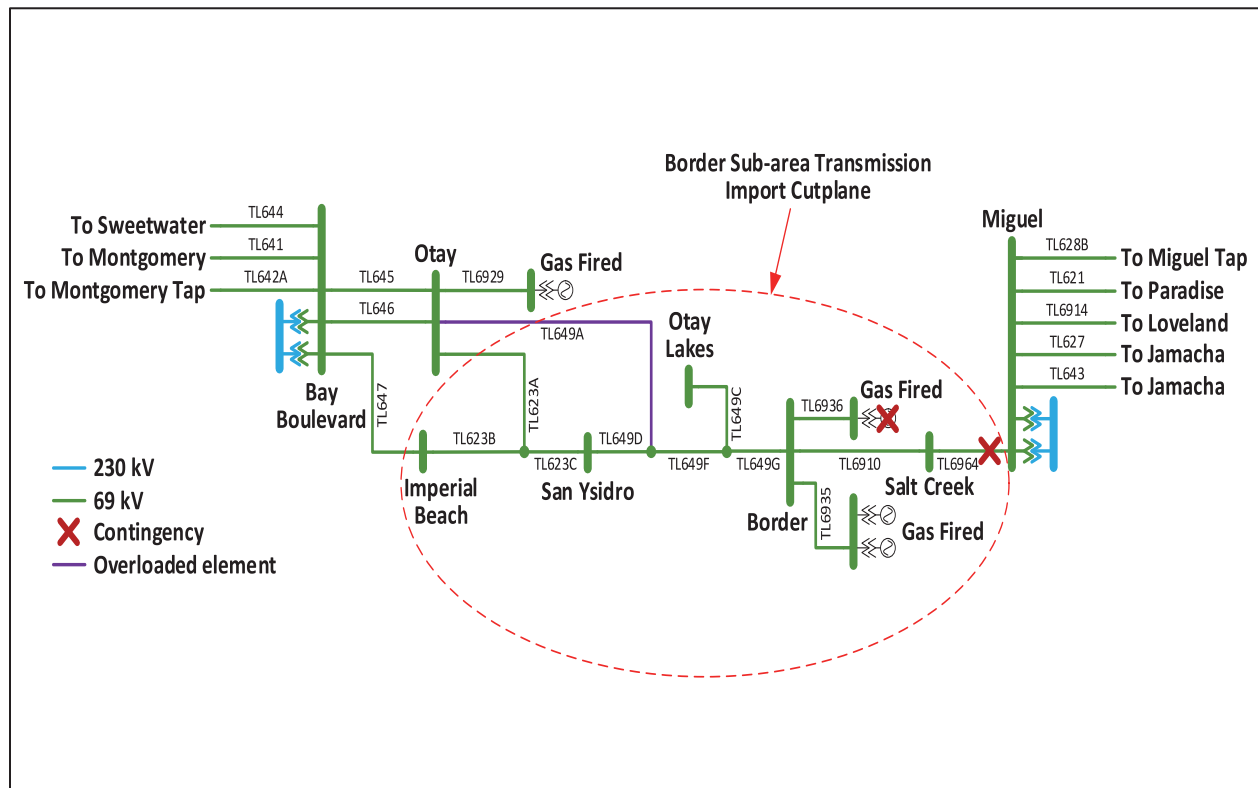 Border Sub-area Transmission
Import Cutplane
Miguel
To Sweetwater
TL644
To Montgomery
TL641
To Montgomery Tap
TL642A
TL645
TL646
Otay
TL6929
Gas Fired
TL649A
Otay
Lakes
TL628B
To Miguel Tap
TL621
To Paradise
TL6914
To Loveland
TL627
To Jamacha
TL643
To Jamacha
Bay
Boulevard
TL647
TL623A
TL649C
Gas Fired
TL6936
TL623B
TL623C
TL649D
TL649F
TL649G
TL6910
TL6964
Imperial
Beach
San Ysidro
Border
TL6935
Salt Creek
Gas Fired
230 kV
69 kV
Contingency
Overloaded element